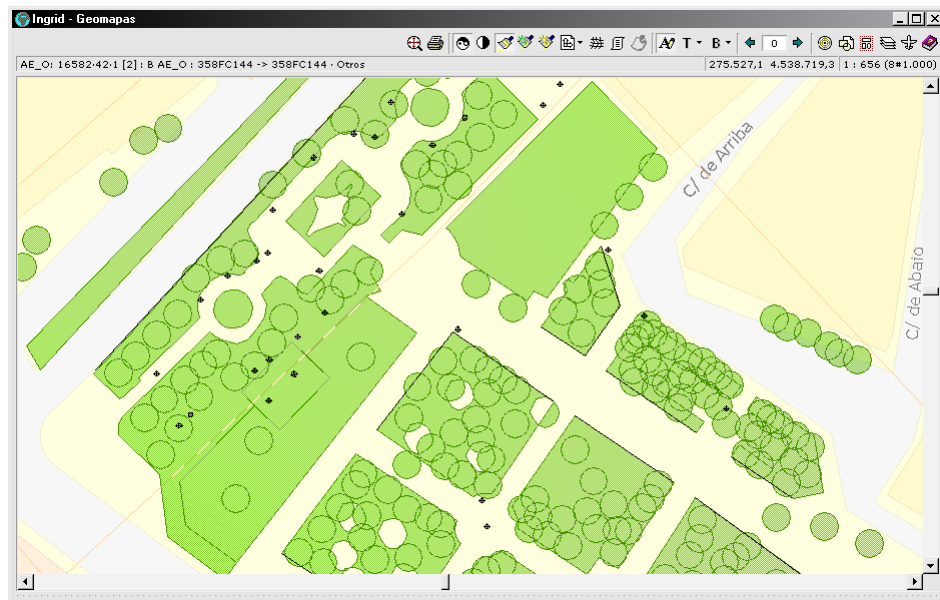 Ingrid - Geomapas
A/ T B 0
AE_O: 16582·42·1 [2] : B AE_O : 358FC144 -> 358FC144 · Otros
275.527,1 4.538.719,3 1 : 656 (8#1.000)
C/ de Arriba
C/ de Abaio